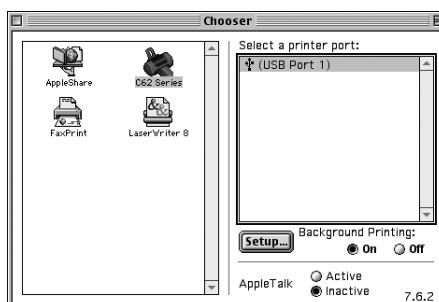 Chooser
AppleShare
C62 Series
FaxPrint
LaserWriter 8
Select a printer port:
(USB Port 1)
Setup...
Background Printing:
On Off
AppleTalk
Active
Inactive
7.6.2